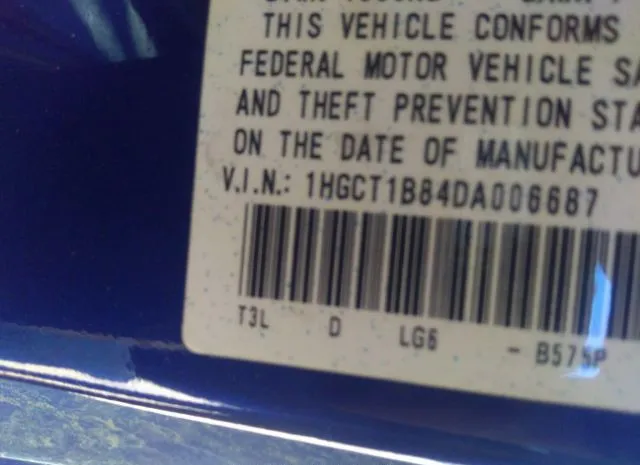 THIS VEHICLE CONFORMS
FEDERAL MOTOR VEHICLE SA
AND THEFT PREVENTION STA
ON THE DATE OF MANUFACTU
V.I.N.: 1HGCT1B84DA006687
T3L D LG6 - B575P